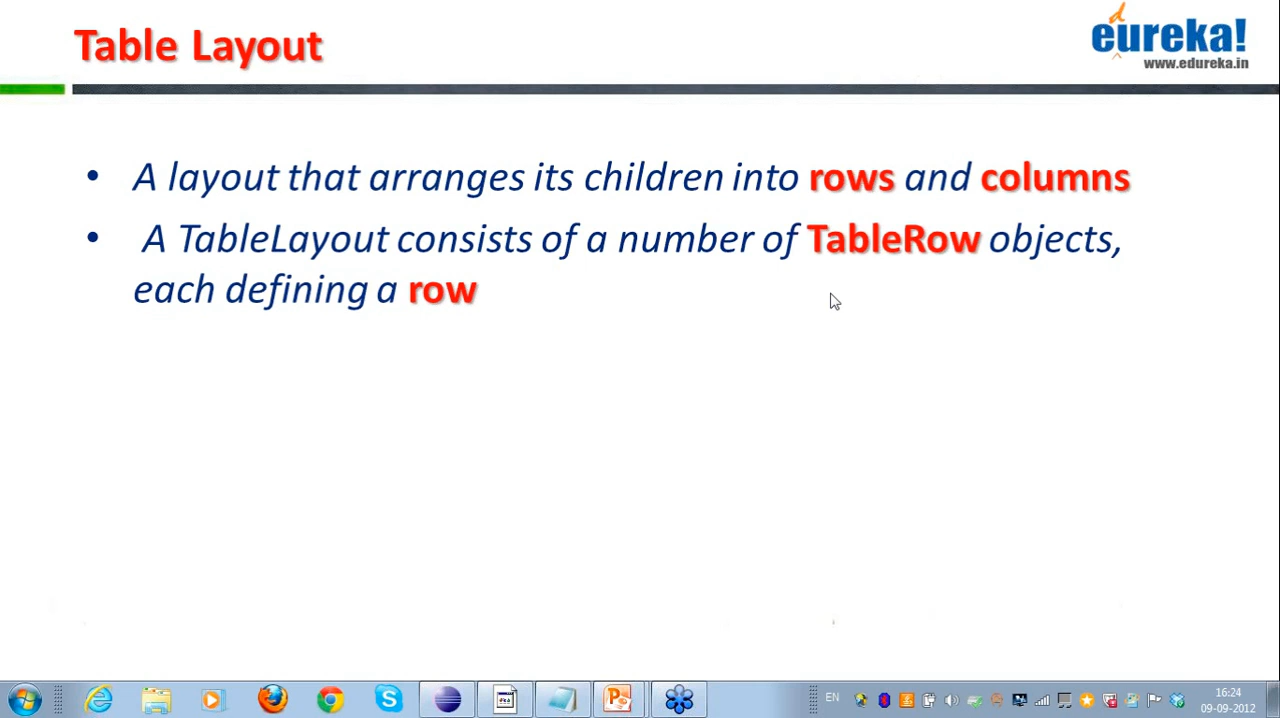 Table Layout
edureka!
www.edureka.in
• A layout that arranges its children into rows and columns
• A TableLayout consists of a number of TableRow objects,
each defining a row
EN
16:24
09-09-2012